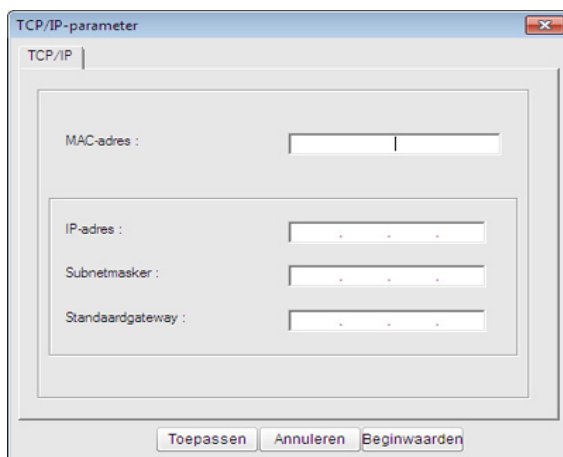 TCP/IP-parameter
TCP/IP
MAC-adres :
IP-adres :
. . .
Subnetmasker :
. . .
Standaardgateway :
. . .
Toepassen Annuleren Beginwaarden